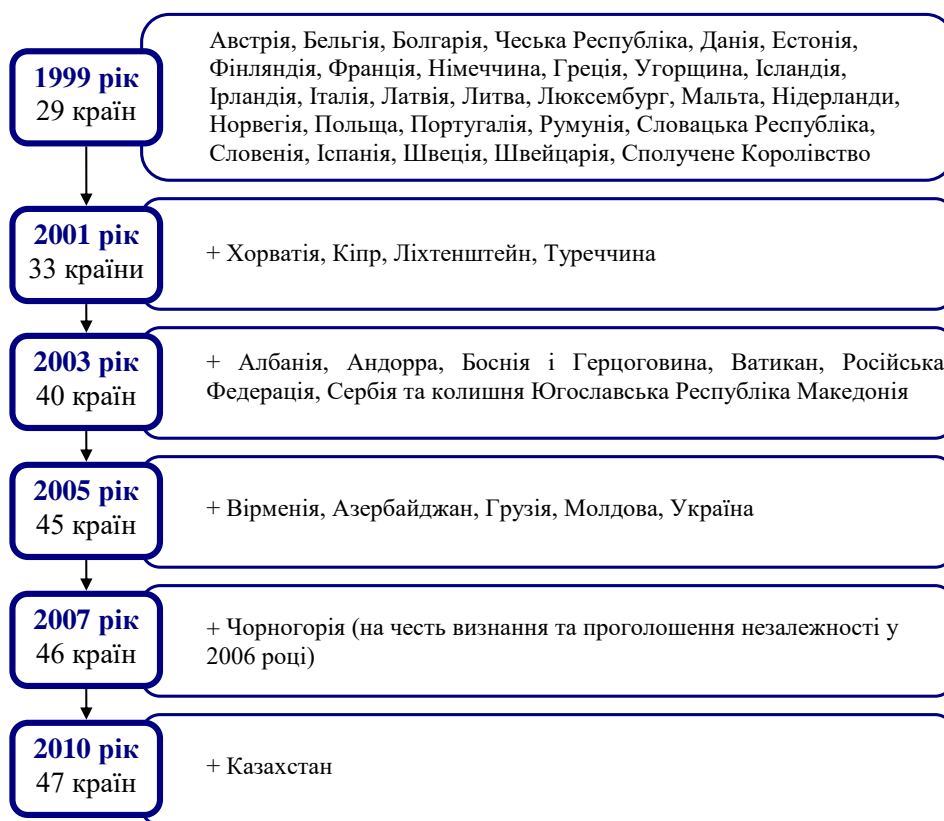 1999 рік
29 країн
Австрія, Бельгія, Болгарія, Чеська Республіка, Данія, Естонія,
Фінляндія, Франція, Німеччина, Греція, Угорщина, Ісландія,
Ірландія, Італія, Латвія, Литва, Люксембург, Мальта, Нідерланди,
Норвегія, Польща, Португалія, Румунія, Словацька Республіка,
Словенія, Іспанія, Швеція, Швейцарія, Сполучене Королівство
2001 рік
33 країни
+ Хорватія, Кіпр, Ліхтенштейн, Туреччина
2003 рік
40 країн
+ Албанія, Андорра, Боснія і Герцоговина, Ватикан, Російська
Федерація, Сербія та колишня Югославська Республіка Македонія
2005 рік
45 країн
+ Вірменія, Азербайджан, Грузія, Молдова, Україна
2007 рік
46 країн
+ Чорногорія (на честь визнання та проголошення незалежності у
2006 році)
2010 рік
47 країн
+ Казахстан